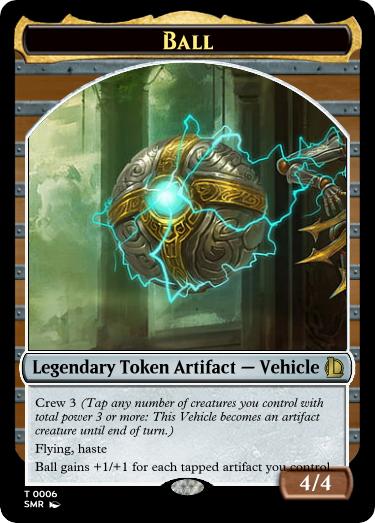 Ball
Legendary Token Artifact — Vehicle
Crew 3 (Tap any number of creatures you control with
total power 3 or more: This Vehicle becomes an artifact
creature until end of turn.)
Flying, haste
Ball gains +1/+1 for each tapped artifact you control
4/4
T 0006
SMR